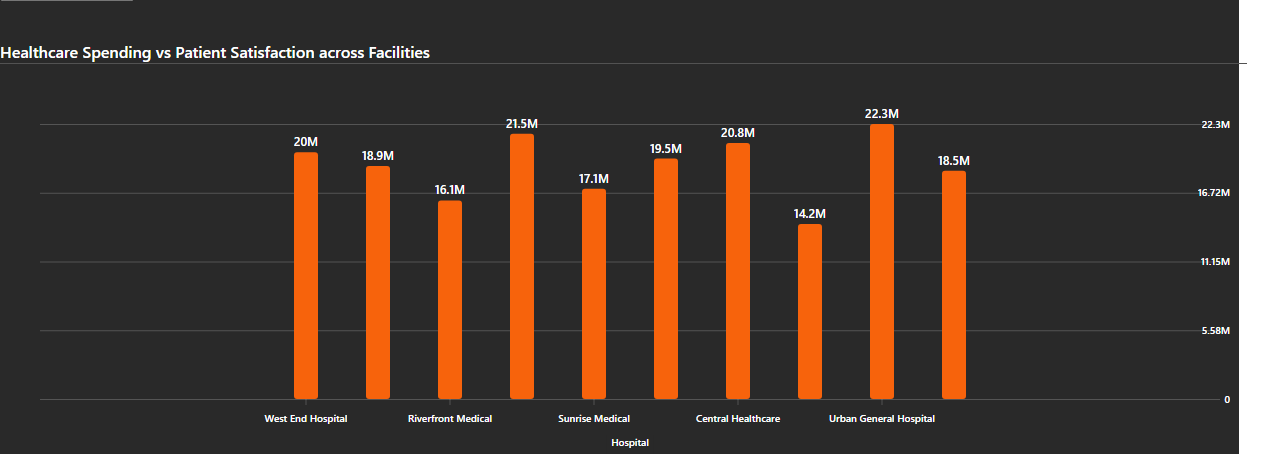 Healthcare Spending vs Patient Satisfaction across Facilities
22.3M
21.5M
20.8M
20M
19.5M
18.9M
18.5M
17.1M
16.1M
14.2M
22.3M
16.72M
11.15M
5.58M
0
West End Hospital
Riverfront Medical
Sunrise Medical
Central Healthcare
Urban General Hospital
Hospital